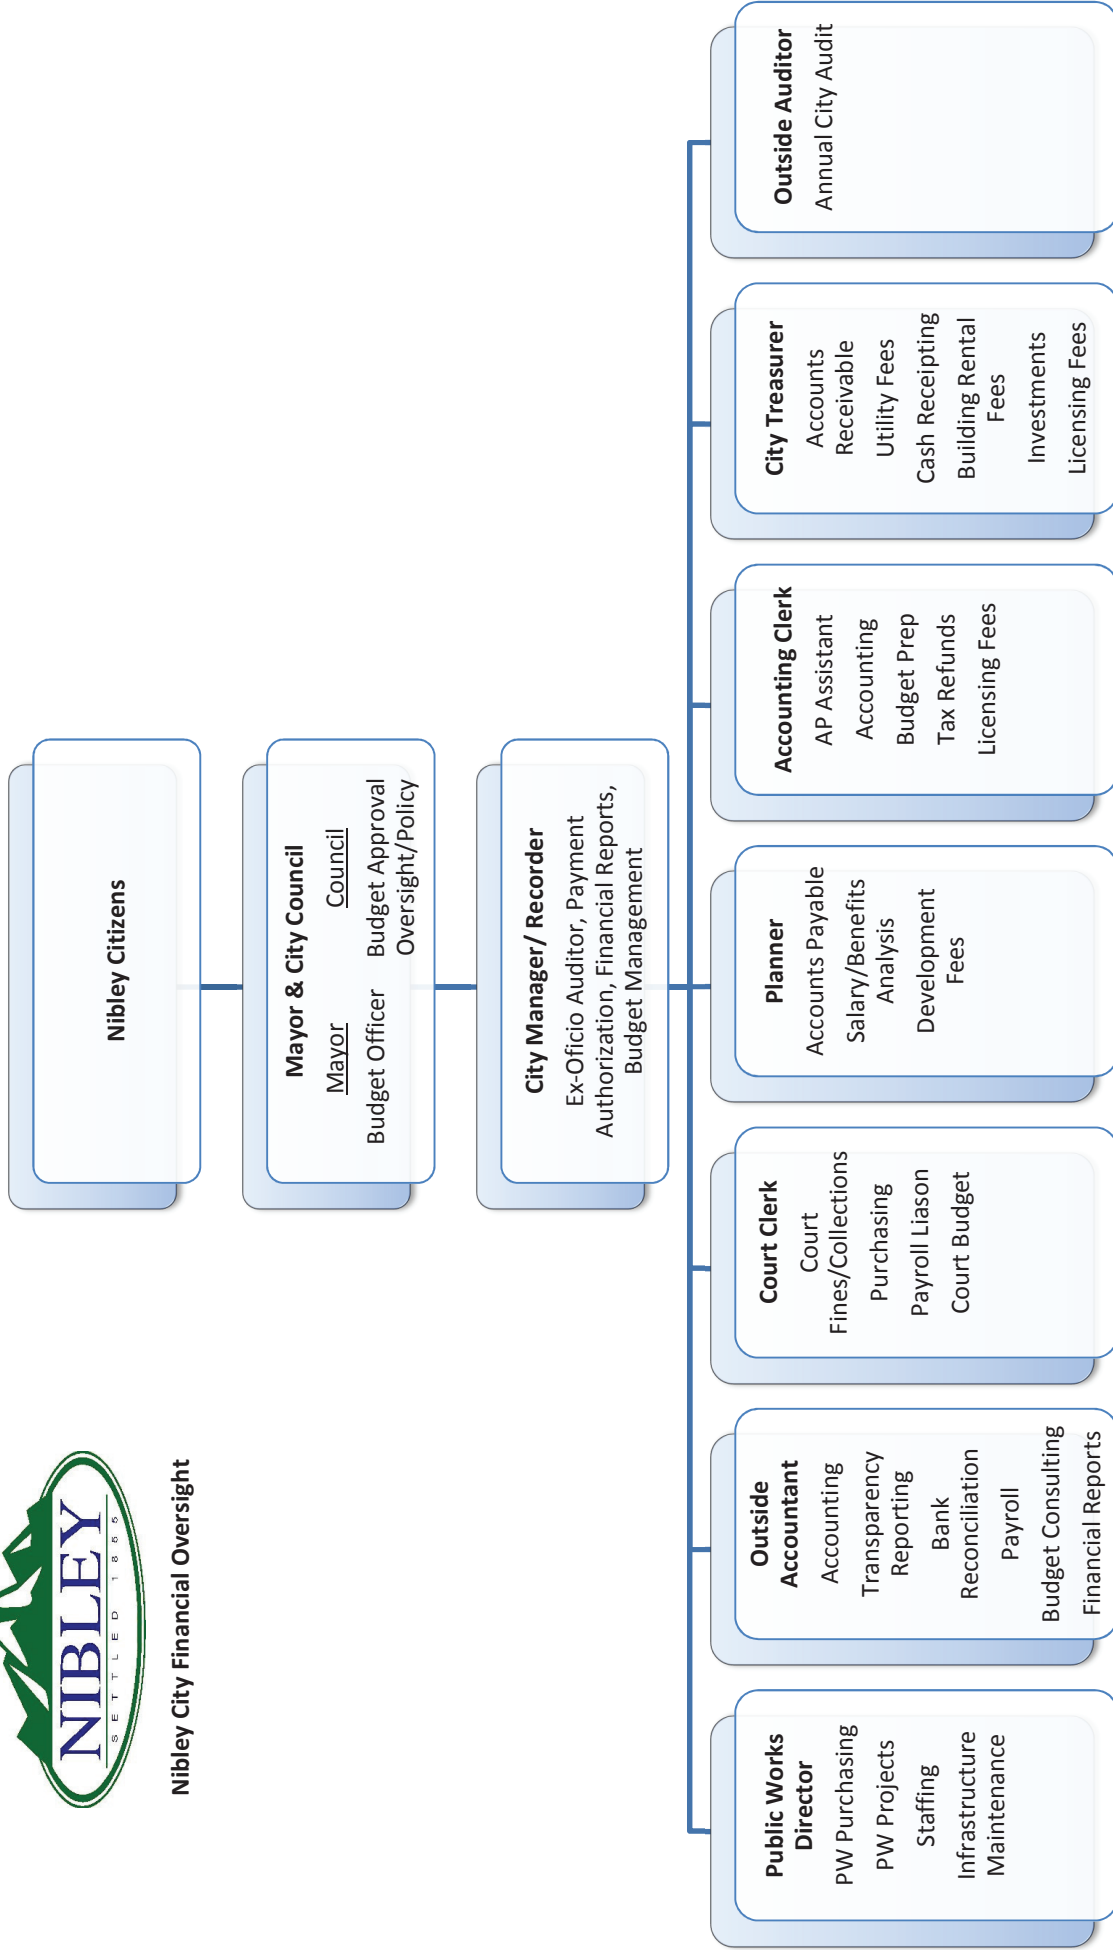 NIBLEY
SETTLED 1855
Nibley City Financial Oversight
Nibley Citizens
Mayor & City Council
Mayor Council
Budget Officer Budget Approval
Oversight/Policy
City Manager/ Recorder
Ex-Oficio Auditor, Payment
Authorization, Financial Reports,
Budget Management
Public Works
Director
PW Purchasing
PW Projects
Staffing
Infrastructure
Maintenance
Outside
Accountant
Accounting
Transparency
Reporting
Bank
Reconciliation
Payroll
Budget Consulting
Financial Reports
Court Clerk
Court
Fines/Collections
Purchasing
Payroll Liason
Court Budget
Planner
Accounts Payable
Salary/Benefits
Analysis
Development
Fees
Accounting Clerk
AP Assistant
Accounting
Budget Prep
Tax Refunds
Licensing Fees
City Treasurer
Accounts
Receivable
Utility Fees
Cash Receipting
Building Rental
Fees
Investments
Licensing Fees
Outside Auditor
Annual City Audit